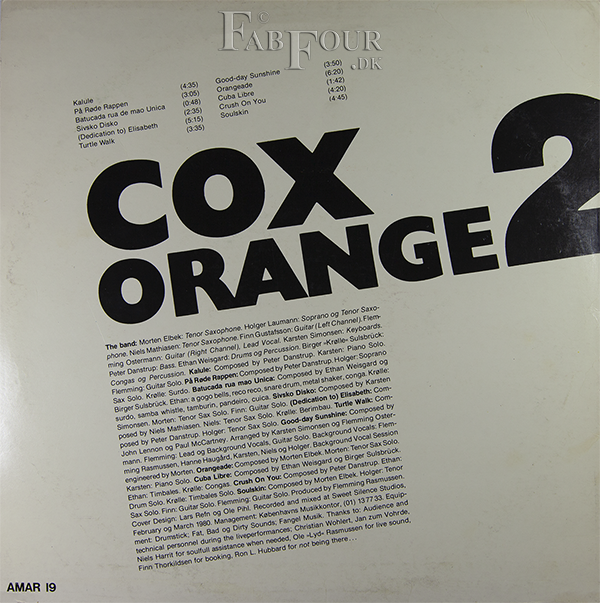 © FAB FOUR .DK
Kalule (4:35)
På Røde Rappen (3:05)
Batucada rua mao Unica (0:48)
Sivsko Disko (2:35)
(Dedication to) Elisabeth (5:15)
Turtle Walk (3:35)
Good-day Sunshine (3:50)
Orangeade (6:20)
Cuba Libre (1:42)
Crush On You (4:20)
Soulskin (4:45)
COX
ORANGE 2
The band: Morten Elbek: Tenor Saxophone. Holger Laumann: Soprano og Tenor Saxo-
phone. Niels Mathiasen: Tenor Saxophone. Finn Gustafsson: Guitar (Left Channel). Flem-
ming Ostermann: Guitar (Right Channel), Lead Vocal. Karsten Simonsen: Keyboards.
Peter Danstrup: Bass. Ethan Weisgard: Drums og Percussion. Birger »Krølle« Sulsbrück:
Congas og Percussion. Kalule: Composed by Peter Danstrup. Karsten: Piano Solo.
Flemming: Guitar Solo. På Røde Rappen: Composed by Peter Danstrup. Holger: Soprano
Sax Solo. Krølle: Surdo. Batucada rua mao Unica: Composed by Ethan Weisgard og
Birger Sulsbrück. Ethan: a gogo bells, reco reco, snare drum, metal shaker, conga. Krølle:
surdo, samba whistle, tamburin, pandeiro, cuica. Sivsko Disko: Composed by Karsten
Simonsen. Morten: Tenor Sax Solo. Finn: Guitar Solo. (Dedication to) Elisabeth: Com-
posed by Niels Mathiasen. Niels: Tenor Sax Solo. Krølle: Berimbau. Turtle Walk: Com-
posed by Peter Danstrup. Holger: Tenor Sax Solo. Good-day Sunshine: Composed by
John Lennon og Paul McCartney. Arranged by Karsten Simonsen og Flemming Oster-
mann. Flemming: Lead og Background Vocals, Guitar Solo. Background Vocals: Flem-
ming Rasmussen, Hanne Haugård, Karsten, Niels og Holger. Background Vocal Session
engineered by Morten. Orangeade: Composed by Morten Elbek. Morten: Tenor Sax Solo.
Karsten: Piano Solo. Cuba Libre: Composed by Ethan Weisgard og Birger Sulsbrück.
Ethan: Timbales. Krølle: Congas. Crush On You: Composed by Peter Danstrup. Ethan:
Drum Solo. Krølle: Timbales Solo. Soulskin: Composed by Morten Elbek. Holger: Tenor
Sax Solo. Finn: Guitar Solo. Flemming: Guitar Solo. Produced by Flemming Rasmussen.
Cover Design: Lars Refn og Ole Pihl. Recorded and mixed at Sweet Silence Studios,
February og March 1980. Management: Københavns Musikkontor, (01) 13 77 33. Equip-
ment: Drumstick; Fat, Bad og Dirty Sounds; Fangel Musik. Thanks to: Audience and
technical personnel during the liveperformances; Christian Wohlert, Jan zum Vohrde,
Niels Harrit for soulfull assistance when needed, Ole »Lyd« Rasmussen for live sound,
Finn Thorkildsen for booking, Ron L. Hubbard for not being there...
AMAR 19